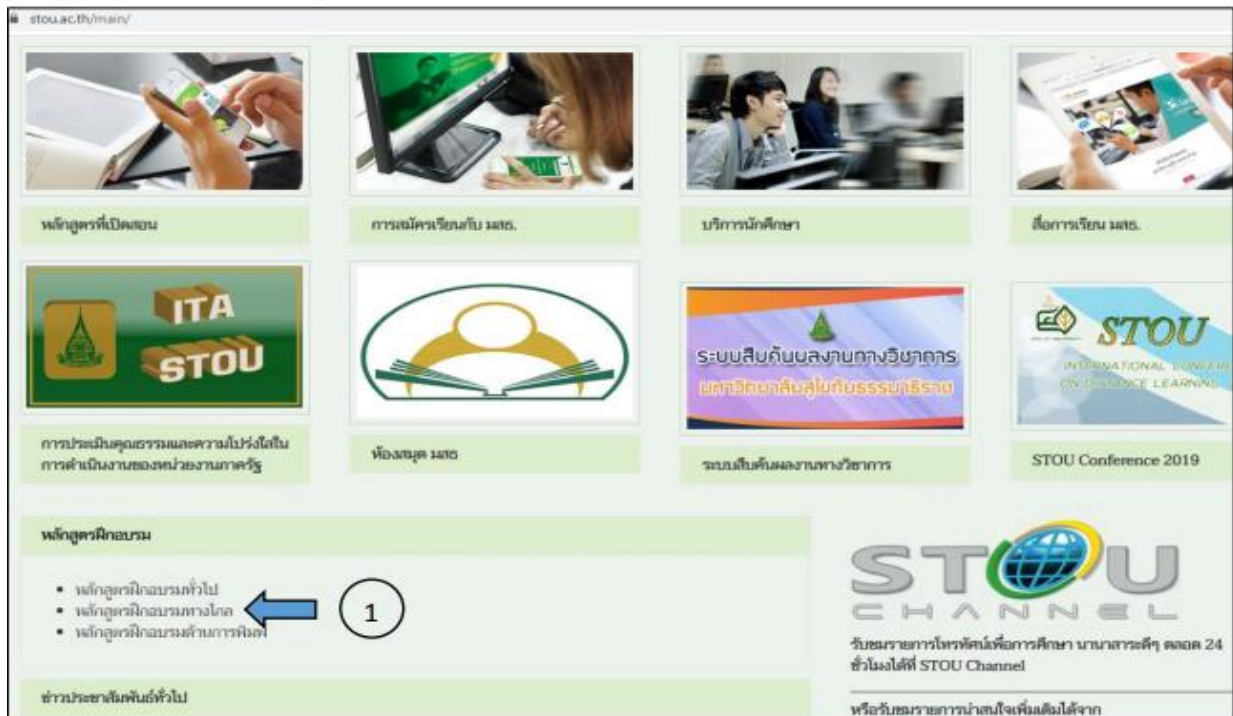 stou.ac.th/main/
หลักสูตรที่เปิดสอน
การสมัครเรียนกับ มสธ.
บริการนักศึกษา
สื่อการเรียน มสธ.
ITA
STOU
ระบบสืบค้นผลงานทางวิชาการ
มหาวิทยาลัยสุโขทัยธรรมาธิราช
STOU
INTERNATIONAL CONFER
ON DISTANCE LEARNING
การประเมินคุณธรรมและความโปร่งใสใน
การดำเนินงานของหน่วยงานภาครัฐ
ห้องสมุด มสธ
ระบบสืบค้นผลงานทางวิชาการ
STOU Conference 2019
หลักสูตรฝึกอบรม
หลักสูตรฝึกอบรมทั่วไป
หลักสูตรฝึกอบรมทางไกล
1
หลักสูตรฝึกอบรมด้านการพิมพ์
STOU
CHANNEL
รับชมรายการโทรทัศน์เพื่อการศึกษา นานาสาระดีๆ ตลอด 24
ชั่วโมงได้ที่ STOU Channel
ข่าวประชาสัมพันธ์ทั่วไป
หรือรับชมรายการน่าสนใจเพิ่มเติมได้จาก